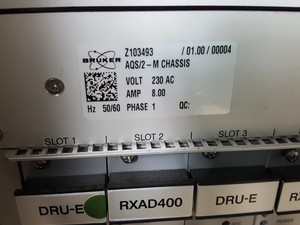 BRUKER
Z103493 / 01.00 / 00004
AQS/2 - M CHASSIS
VOLT 230 AC
AMP 8.00
Hz 50/60 PHASE 1 QC:
SLOT 1 SLOT 2 SLOT 3
DRU-E RXAD400 DRU-E